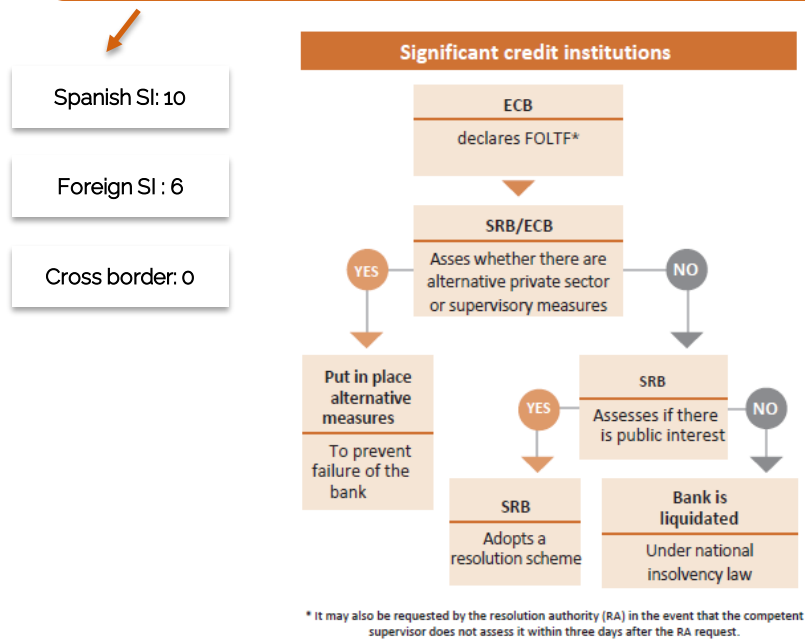 Spanish SI: 10
Foreign SI : 6
Cross border: 0
Significant credit institutions
ECB
declares FOLTF*
SRB/ECB
Asses whether there are
alternative private sector
or supervisory measures
YES
NO
Put in place
alternative
measures
To prevent
failure of the
bank
SRB
Assesses if there
is public interest
YES
NO
SRB
Adopts a
resolution scheme
Bank is
liquidated
Under national
insolvency law
* It may also be requested by the resolution authority (RA) in the event that the competent
supervisor does not assess it within three days after the RA request.